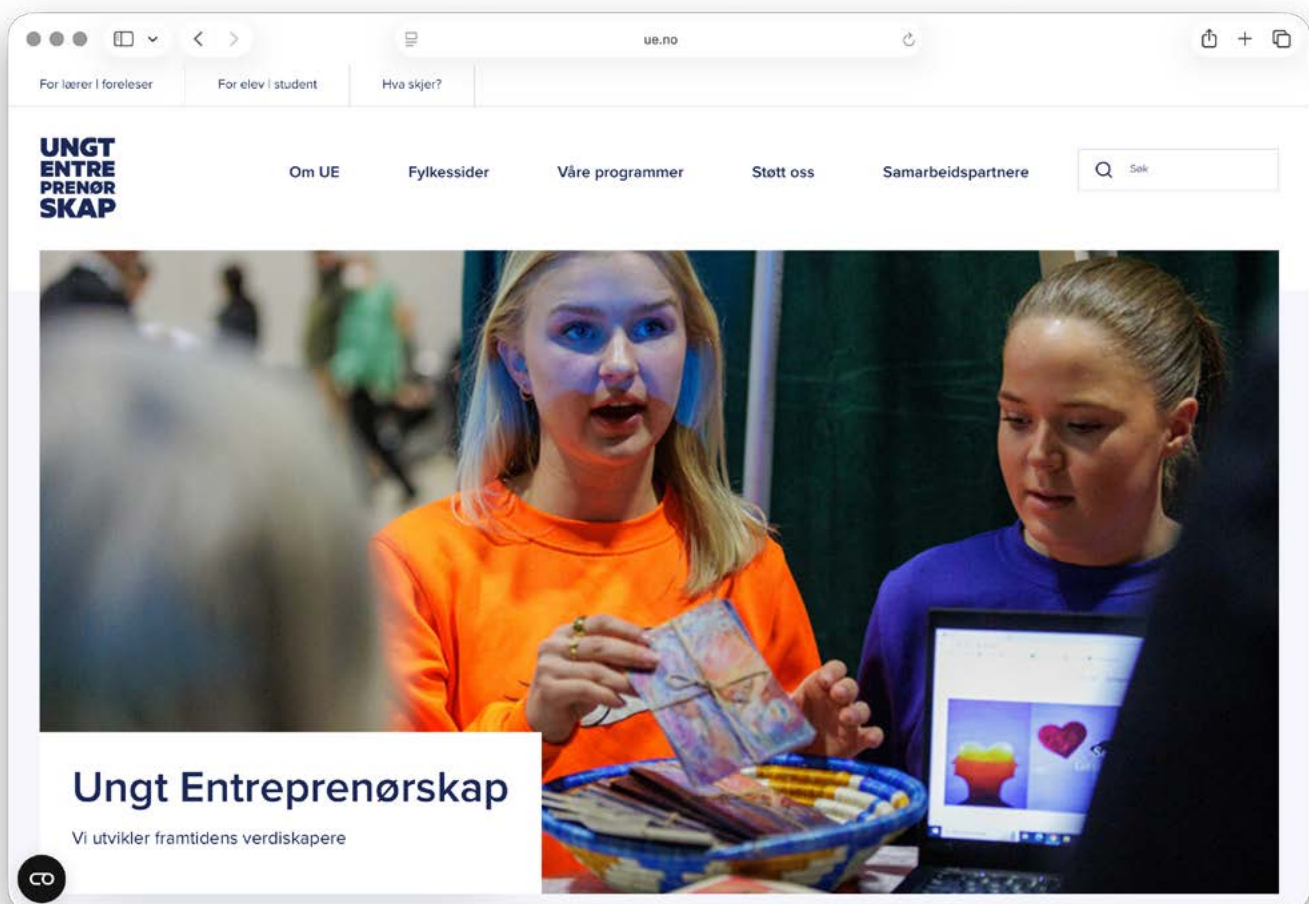 ue.no
For lærer | foreleser
For elev | student
Hva skjer?
UNGT
ENTRE
PRENØR
SKAP
Om UE
Fylkessider
Våre programmer
Støtt oss
Samarbeidspartnere
Søk
Ungt Entreprenørskap
Vi utvikler framtidens verdiskapere